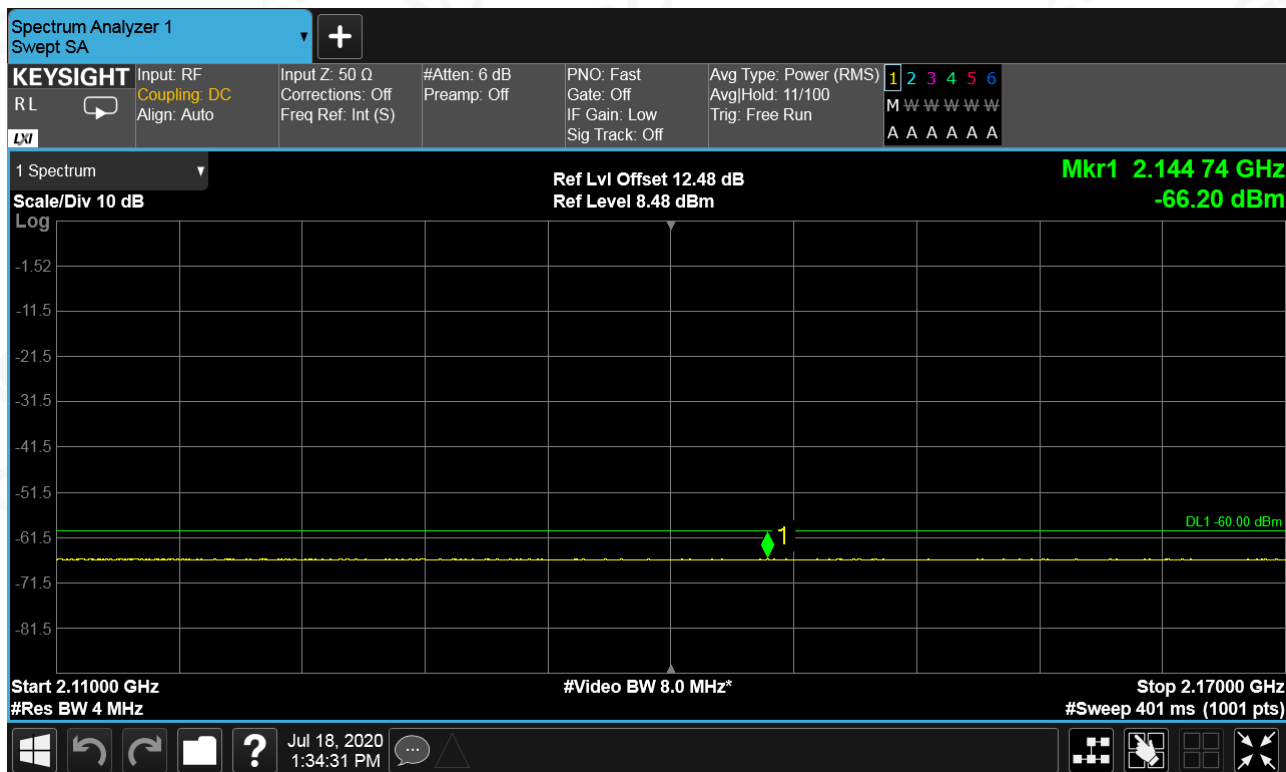 Spectrum Analyzer 1
Swept SA
+
KEYSIGHT
RL
LXI
Input: RF
Coupling: DC
Align: Auto
Input Z: 50 Ω
Corrections: Off
Freq Ref: Int (S)
#Atten: 6 dB
Preamp: Off
PNO: Fast
Gate: Off
IF Gain: Low
Sig Track: Off
Avg Type: Power (RMS)
Avg|Hold: 11/100
Trig: Free Run
1 2 3 4 5 6
M W W W W W
A A A A A A
1 Spectrum
Scale/Div 10 dB
Log
Ref Lvl Offset 12.48 dB
Ref Level 8.48 dBm
Mkr1 2.144 74 GHz
-66.20 dBm
-1.52
-11.5
-21.5
-31.5
-41.5
-51.5
DL1 -60.00 dBm
1
-61.5
-71.5
-81.5
Start 2.11000 GHz
#Res BW 4 MHz
#Video BW 8.0 MHz*
Stop 2.17000 GHz
#Sweep 401 ms (1001 pts)
?
Jul 18, 2020
1:34:31 PM